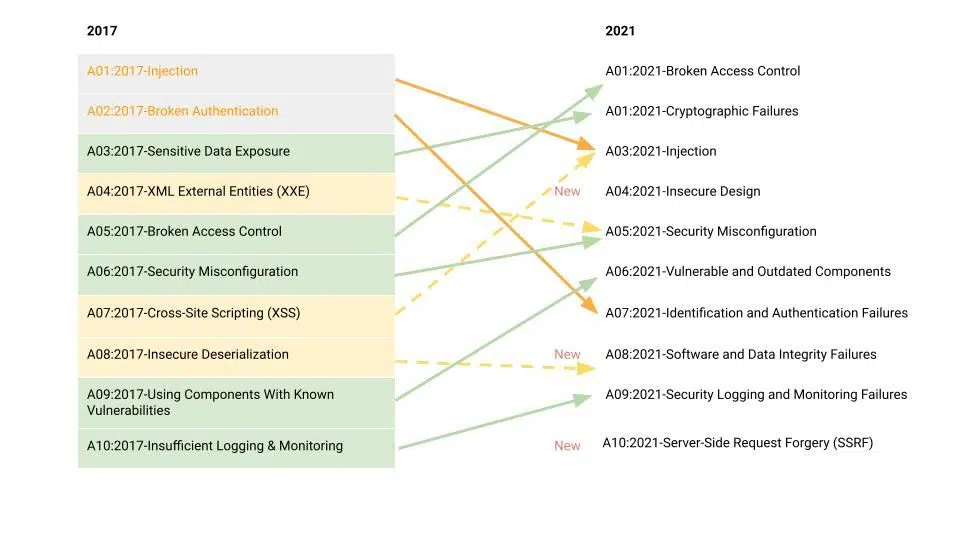 2017
2021
A01:2017-Injection
A01:2021-Broken Access Control
A02:2017-Broken Authentication
A01:2021-Cryptographic Failures
A03:2017-Sensitive Data Exposure
A03:2021-Injection
A04:2017-XML External Entities (XXE)
New
A04:2021-Insecure Design
A05:2017-Broken Access Control
A05:2021-Security Misconfiguration
A06:2017-Security Misconfiguration
A06:2021-Vulnerable and Outdated Components
A07:2017-Cross-Site Scripting (XSS)
A07:2021-Identification and Authentication Failures
A08:2017-Insecure Deserialization
New
A08:2021-Software and Data Integrity Failures
A09:2017-Using Components With Known
Vulnerabilities
A09:2021-Security Logging and Monitoring Failures
A10:2017-Insufficient Logging & Monitoring
New
A10:2021-Server-Side Request Forgery (SSRF)